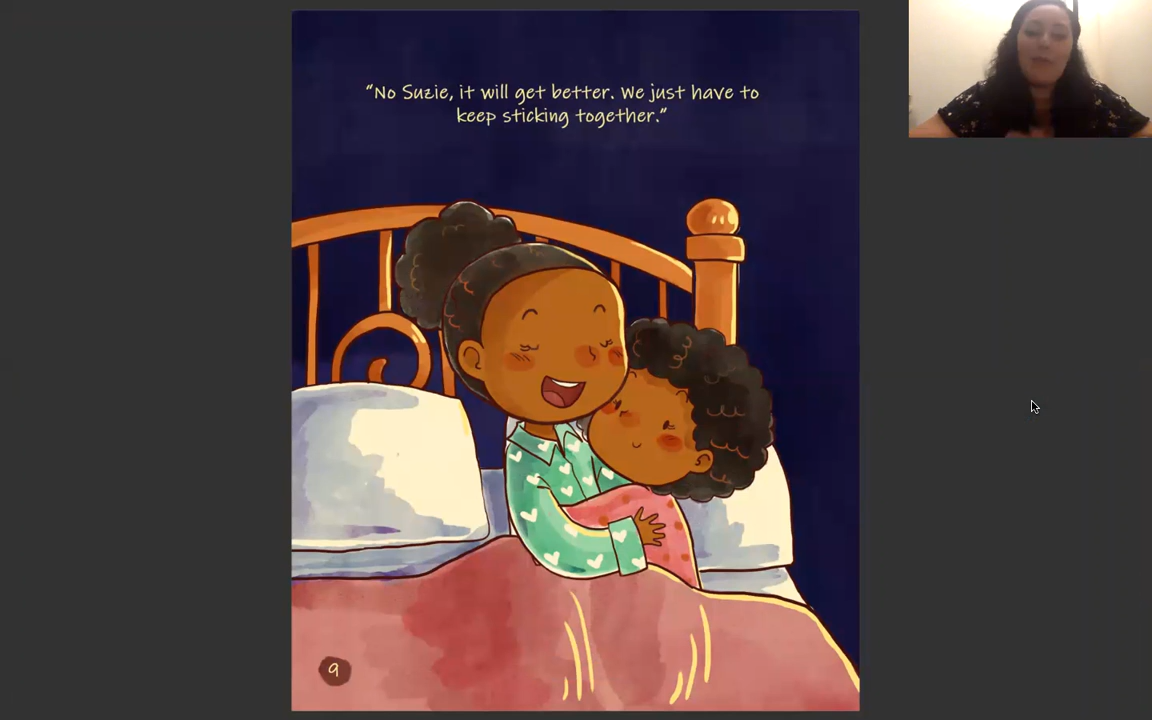 “No Suzie, it will get better. We just have to
keep sticking together.”
9